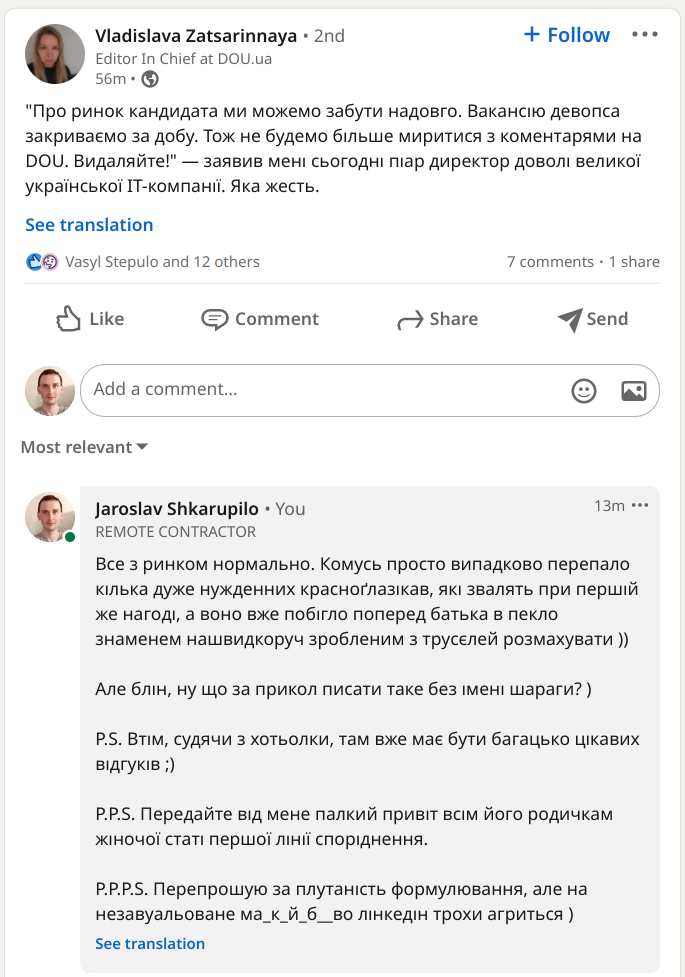 Vladislava Zatsarinnaya • 2nd
+ Follow
Editor In Chief at DOU.ua
56m •
"Про ринок кандидата ми можемо забути надовго. Вакансію девопса
закриваємо за добу. Тож не будемо більше миритися з коментарями на
DOU. Видаляйте!" — заявив мені сьогодні піар директор доволі великої
української ІТ-компанії. Яка жесть.
See translation
Vasyl Stepulo and 12 others
7 comments · 1 share
Like
Comment
Share
Send
Add a comment...
Most relevant
Jaroslav Shkarupilo • You
13m
REMOTE CONTRACTOR
Все з ринком нормально. Комусь просто випадково перепало
кілька дуже нужденних красноґлазікав, які звалять при першій
же нагоді, а воно вже побігло поперед батька в пекло
знаменем нашвидкоруч зробленим з трусєлей розмахувати ))
Але блін, ну що за прикол писати таке без імені шараги? )
P.S. Втім, судячи з хотьолки, там вже має бути багацько цікавих
відгуків ;)
P.P.S. Передайте від мене палкий привіт всім його родичкам
жіночої статі першої лінії споріднення.
P.P.P.S. Перепрошую за плутаність формулювання, але на
незавуальоване ма_к_й_б__во лінкедін трохи агриться )
See translation